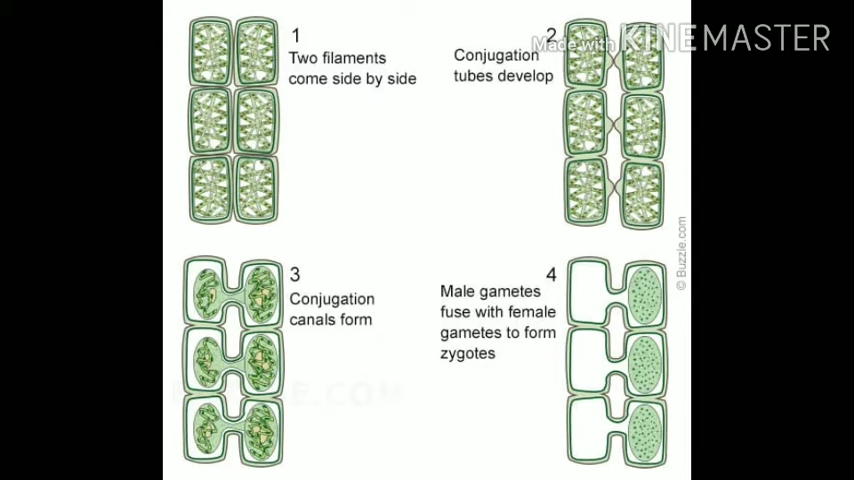 1
Two filaments
come side by side
2
Made with KINEMASTER
Conjugation
tubes develop
© Buzzle.com
3
Conjugation
canals form
4
Male gametes
fuse with female
gametes to form
zygotes